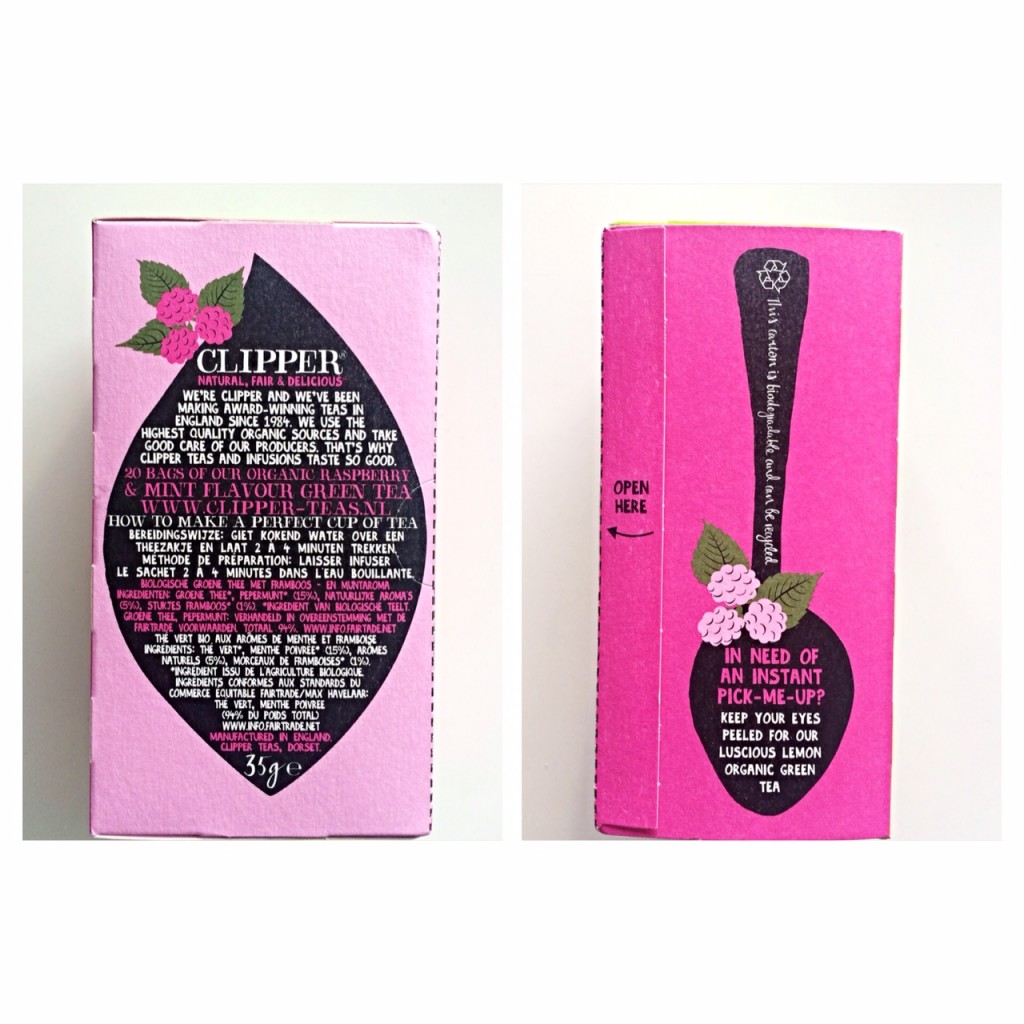 CLIPPER®
NATURAL, FAIR & DELICIOUS
WE'RE CLIPPER AND WE'VE BEEN
MAKING AWARD-WINNING TEAS IN
ENGLAND SINCE 1984. WE USE THE
HIGHEST QUALITY ORGANIC SOURCES AND TAKE
GOOD CARE OF OUR PRODUCERS. THAT'S WHY
CLIPPER TEAS AND INFUSIONS TASTE SO GOOD.
20 BAGS OF OUR ORGANIC RASPBERRY
& MINT FLAVOUR GREEN TEA
WWW.CLIPPER-TEAS.NL
HOW TO MAKE A PERFECT CUP OF TEA
BEREIDINGSWIJZE: GIET KOKEND WATER OVER EEN
THEEZAKJE EN LAAT 2 À 4 MINUTEN TREKKEN.
MÉTHODE DE PRÉPARATION: LAISSER INFUSER
LE SACHET 2 À 4 MINUTES DANS L'EAU BOUILLANTE.
BIOLOGISCHE GROENE THEE MET FRAMBOOS - EN MUNTAROMA
INGREDIËNTEN: GROENE THEE*, PEPERMUNT* (15%), NATUURLIJKE AROMA'S
(5%), STUKJES FRAMBOOS* (1%). *INGREDIËNT VAN BIOLOGISCHE TEELT.
GROENE THEE, PEPERMUNT: VERHANDELD IN OVEREENSTEMMING MET DE
FAIRTRADE VOORWAARDEN. TOTAAL 94%. WWW.INFO.FAIRTRADE.NET
THÉ VERT BIO AUX ARÔMES DE MENTHE ET FRAMBOISE
INGRÉDIENTS: THÉ VERT*, MENTHE POIVRÉE* (15%), ARÔMES
NATURELS (5%), MORCEAUX DE FRAMBOISES* (1%).
*INGRÉDIENT ISSU DE L'AGRICULTURE BIOLOGIQUE.
INGRÉDIENTS CONFORMES AUX STANDARDS DU
COMMERCE ÉQUITABLE FAIRTRADE/MAX HAVELAAR:
THÉ VERT, MENTHE POIVRÉE
(94% DU POIDS TOTAL)
WWW.INFO.FAIRTRADE.NET
MANUFACTURED IN ENGLAND.
CLIPPER TEAS, DORSET.
35g ℮
This carton is biodegradable and can be recycled
OPEN
HERE
IN NEED OF
AN INSTANT
PICK-ME-UP?
KEEP YOUR EYES
PEELED FOR OUR
LUSCIOUS LEMON
ORGANIC GREEN
TEA